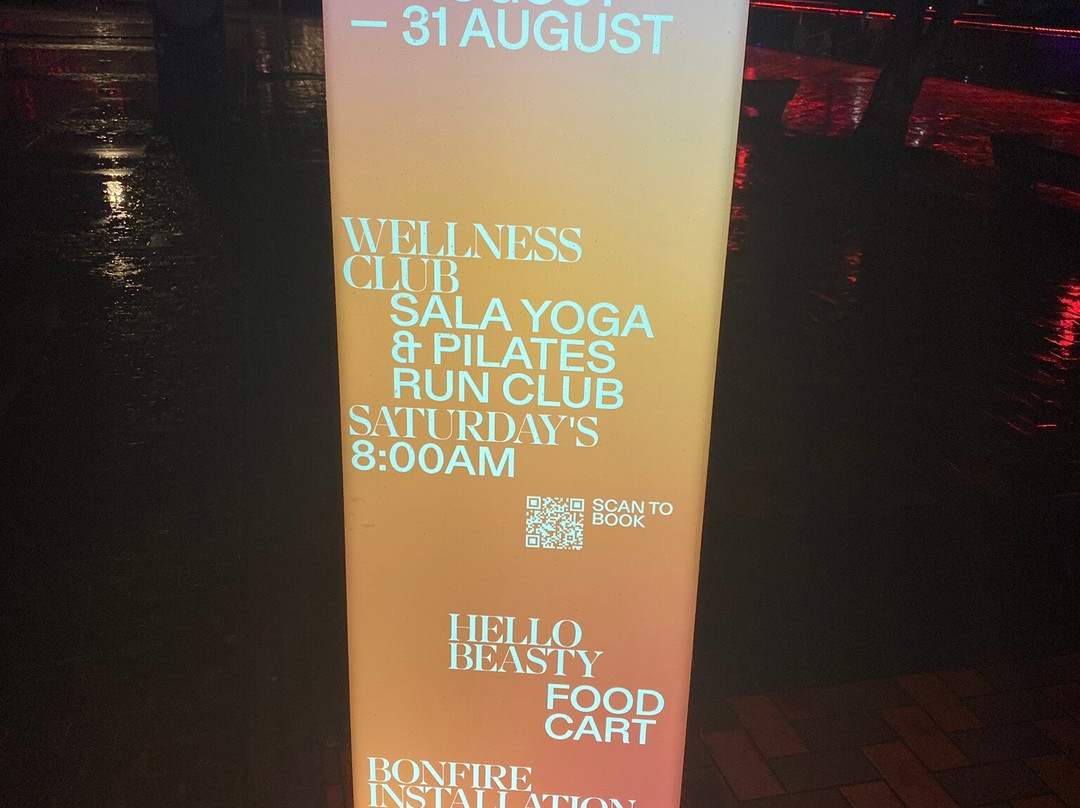 — 31 AUGUST
WELLNESS
CLUB
SALA YOGA
& PILATES
RUN CLUB
SATURDAY'S
8:00AM
SCAN TO
BOOK
HELLO
BEASTY
FOOD
CART
BONFIRE
INSTALLATION